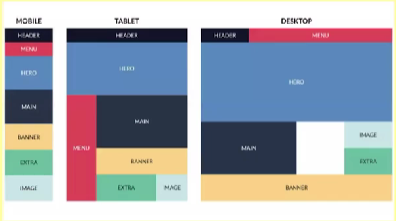 MOBILE
HEADER
MENU
HERO
MAIN
BANNER
EXTRA
IMAGE
TABLET
HEADER
HERO
MENU
MAIN
BANNER
EXTRA
IMAGE
DESKTOP
HEADER
MENU
HERO
MAIN
IMAGE
EXTRA
BANNER